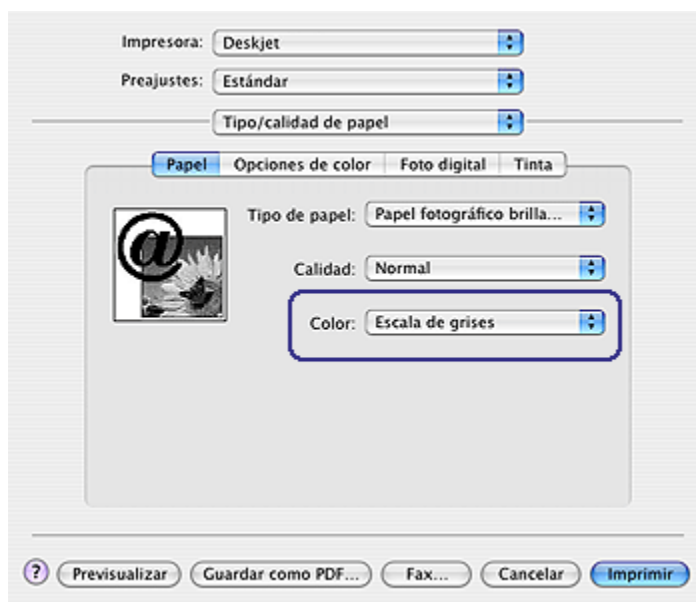 Impresora: Deskjet
Preajustes: Estándar
Tipo/calidad de papel
Papel Opciones de color Foto digital Tinta
Tipo de papel: Papel fotográfico brilla...
Calidad: Normal
Color: Escala de grises
@
? Previsualizar Guardar como PDF... Fax... Cancelar Imprimir